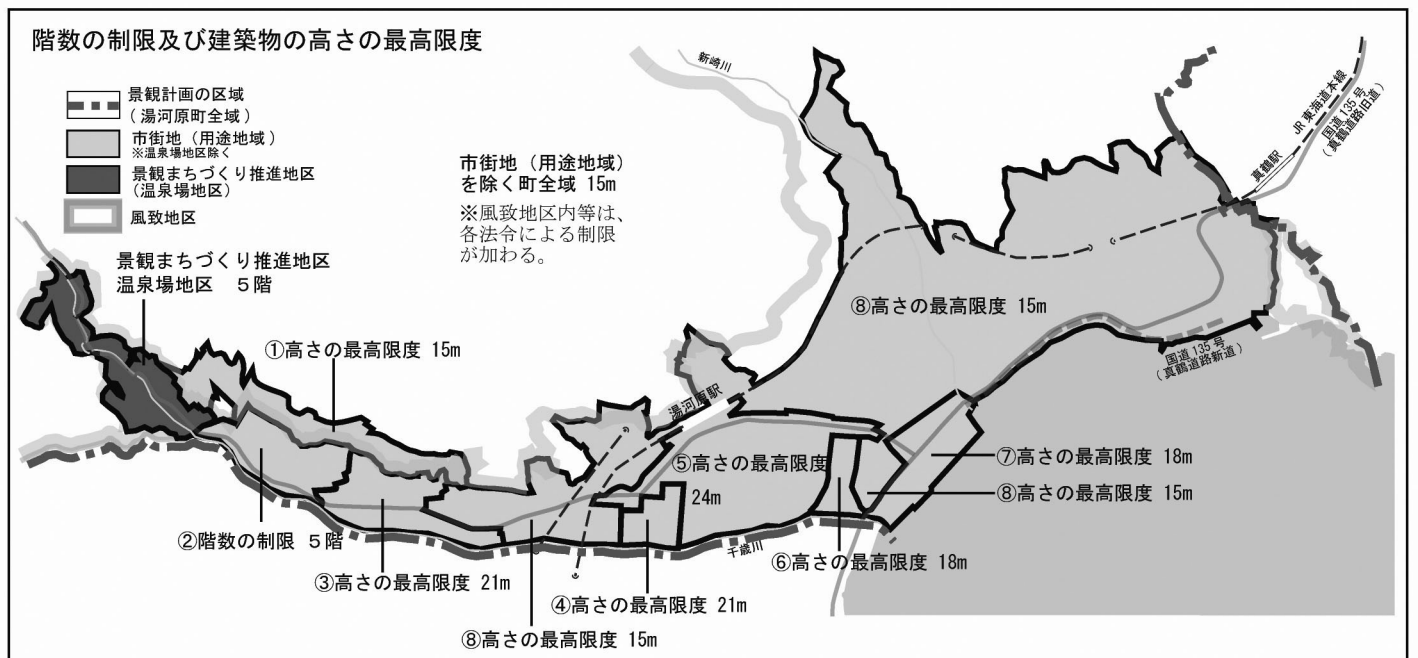 階数の制限及び建築物の高さの最高限度
景観計画の区域
(湯河原町全域)
市街地（用途地域）
※温泉場地区除く
景観まちづくり推進地区
(温泉場地区)
風致地区
市街地（用途地域）
を除く町全域 15m
※風致地区内等は、
各法令による制限
が加わる。
新崎川
JR東海道本線
国道135号
(真鶴道路旧道)
真鶴駅
景観まちづくり推進地区
温泉場地区 5階
①高さの最高限度 15m
⑧高さの最高限度 15m
国道135号
(真鶴道路新道)
湯河原駅
⑤高さの最高限度
24m
⑦高さの最高限度 18m
⑧高さの最高限度 15m
②階数の制限 5階
千歳川
⑥高さの最高限度 18m
③高さの最高限度 21m
④高さの最高限度 21m
⑧高さの最高限度 15m